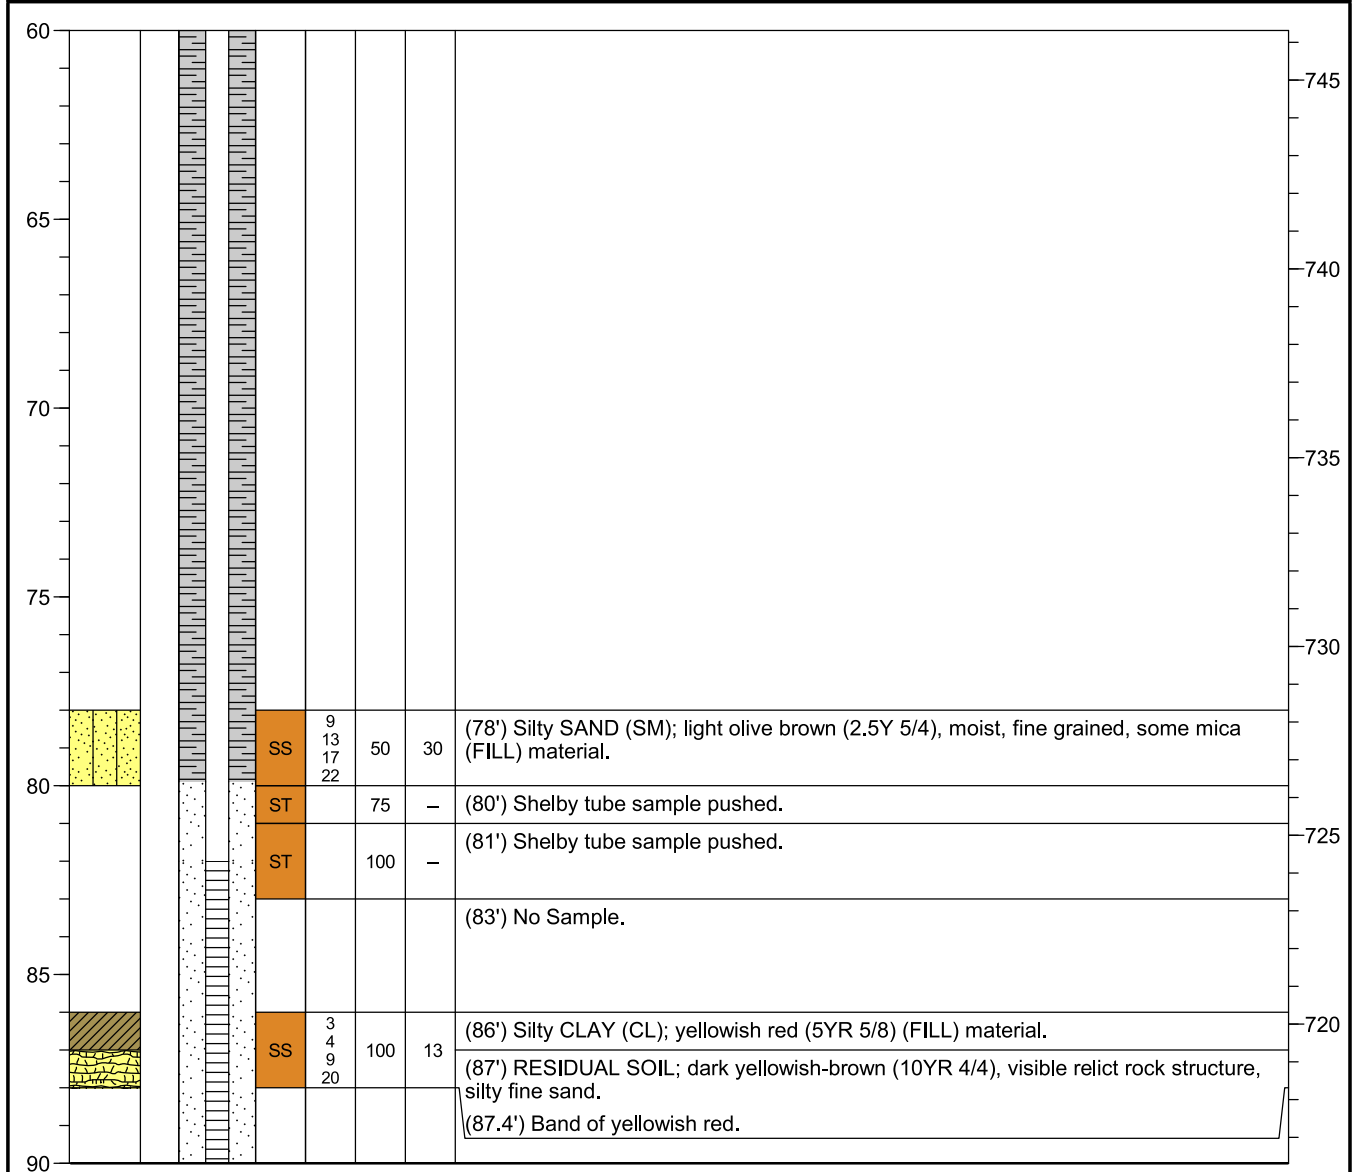 60
745
65
740
70
735
75
730
SS
9
13
17
22
50
30
(78') Silty SAND (SM); light olive brown (2.5Y 5/4), moist, fine grained, some mica
(FILL) material.
80
ST
75
–
(80') Shelby tube sample pushed.
725
ST
100
–
(81') Shelby tube sample pushed.
(83') No Sample.
85
720
SS
3
4
9
20
100
13
(86') Silty CLAY (CL); yellowish red (5YR 5/8) (FILL) material.
(87') RESIDUAL SOIL; dark yellowish-brown (10YR 4/4), visible relict rock structure,
silty fine sand.
(87.4') Band of yellowish red.
90